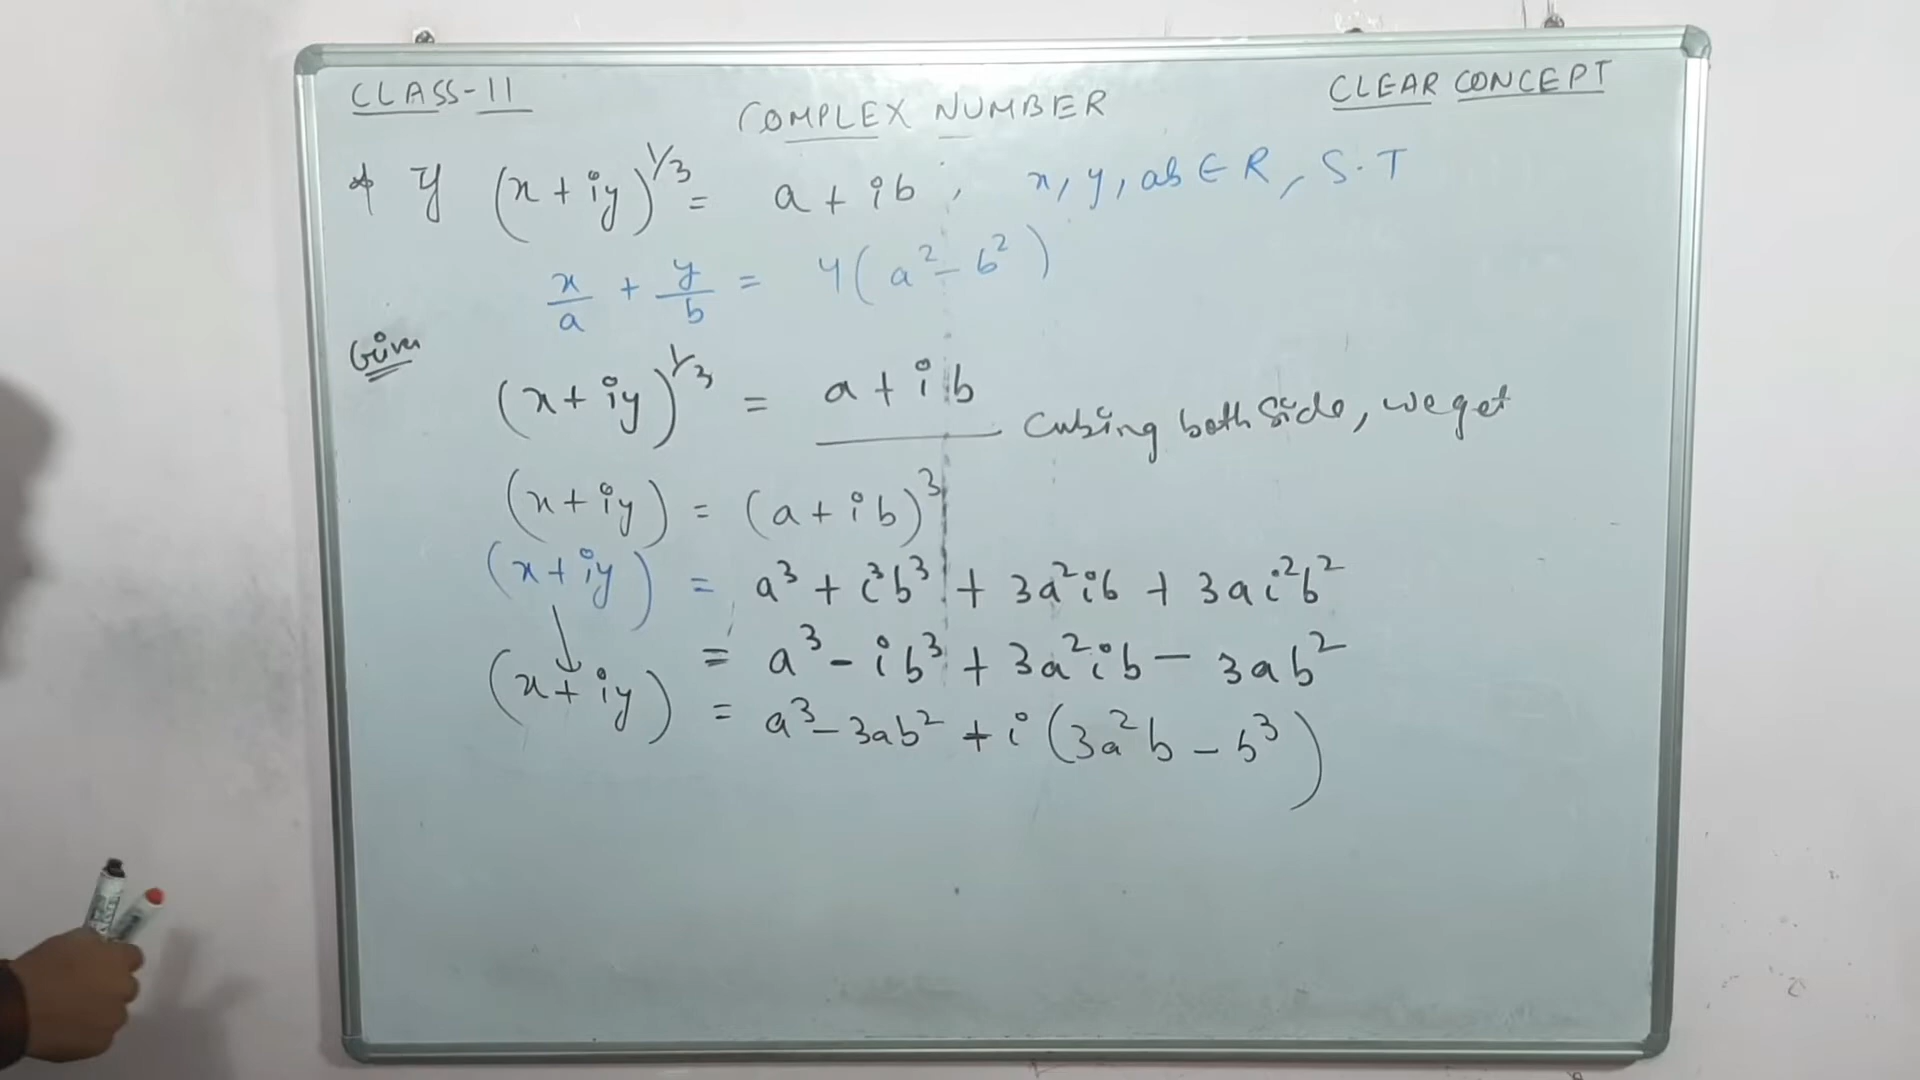 CLASS-11
COMPLEX NUMBER
CLEAR CONCEPT
* If (x + iy)^1/3 = a + ib, x, y, ab ∈ R, S.T
x/a + y/b = 4(a² - b²)
Given
(x + iy)^1/3 = a + ib
Cubing both side, we get
(x + iy) = (a + ib)³
(x + iy) = a³ + i³b³ + 3a²ib + 3ai²b²
= a³ - ib³ + 3a²ib - 3ab²
(x + iy) = a³ - 3ab² + i(3a²b - b³)